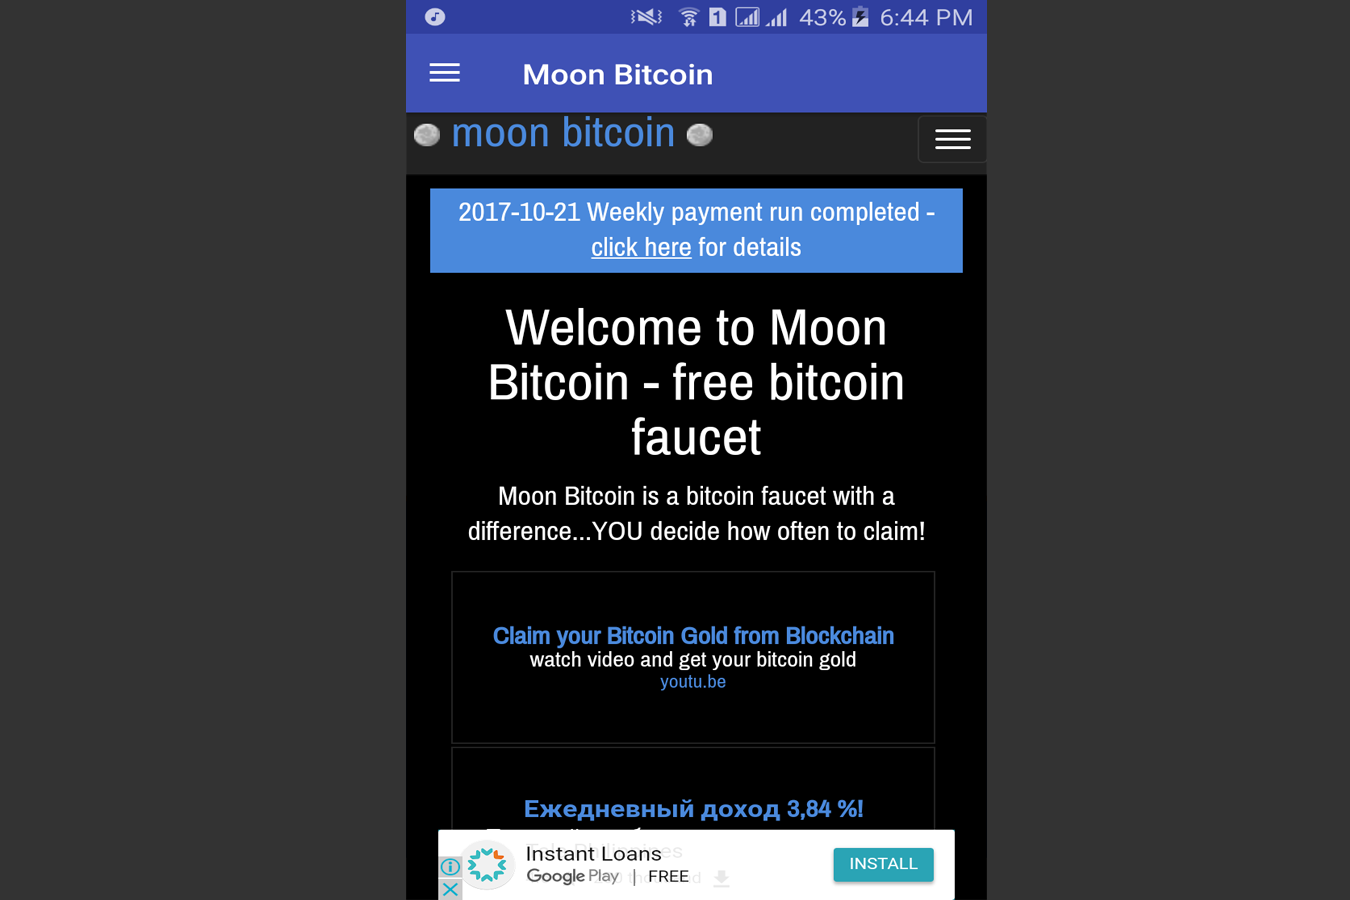 1 43% 6:44 PM
Moon Bitcoin
moon bitcoin
2017-10-21 Weekly payment run completed -
click here for details
Welcome to Moon
Bitcoin - free bitcoin
faucet
Moon Bitcoin is a bitcoin faucet with a
difference...YOU decide how often to claim!
Claim your Bitcoin Gold from Blockchain
watch video and get your bitcoin gold
youtu.be
Ежедневный доход 3,84 %!
Instant Loans
Google Play | FREE
INSTALL